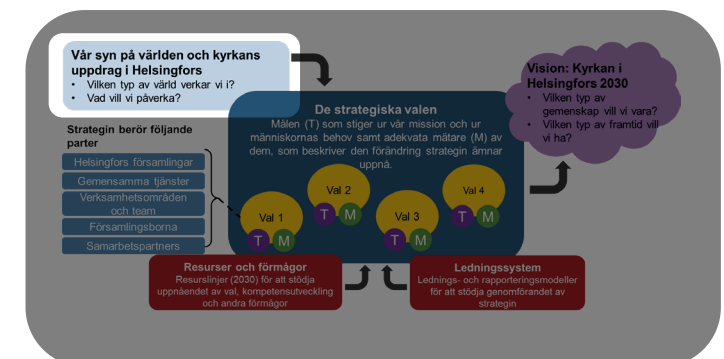 Vår syn på världen och kyrkans
uppdrag i Helsingfors
• Vilken typ av värld verkar vi i?
• Vad vill vi påverka?
Strategin berör följande
parter
Helsingfors församlingar
Gemensamma tjänster
Verksamhetsområden
och team
Församlingsborna
Samarbetspartners
De strategiska valen
Målen (T) som stiger ur vår mission och ur
människornas behov samt adekvata mätare (M) av
dem, som beskriver den förändring strategin ämnar
uppnå.
Val 1
T
M
Val 2
T
M
Val 3
T
M
Val 4
T
M
Vision: Kyrkan i
Helsingfors 2030
• Vilken typ av
gemenskap vill vi vara?
• Vilken typ av framtid vill
vi ha?
Resurser och förmågor
Resurslinjer (2030) för att stödja
uppnåendet av val, kompetensutveckling
och andra förmågor
Ledningssystem
Lednings- och rapporteringsmodeller
för att stödja genomförandet av
strategin